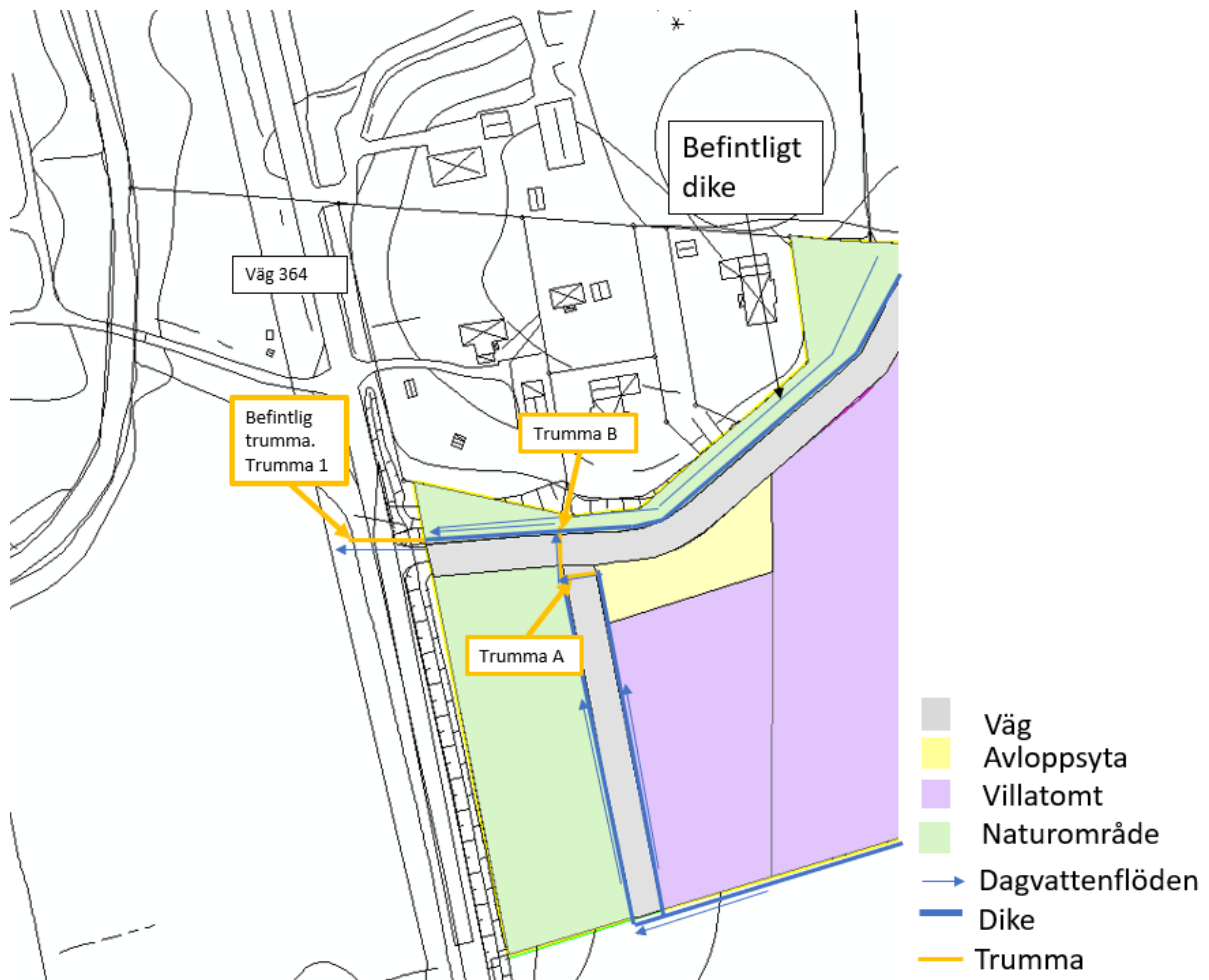 Befintligt
dike
Väg 364
Befintlig
trumma.
Trumma 1
Trumma B
Trumma A
Väg
Avloppsyta
Villatomt
Naturområde
Dagvattenflöden
Dike
Trumma